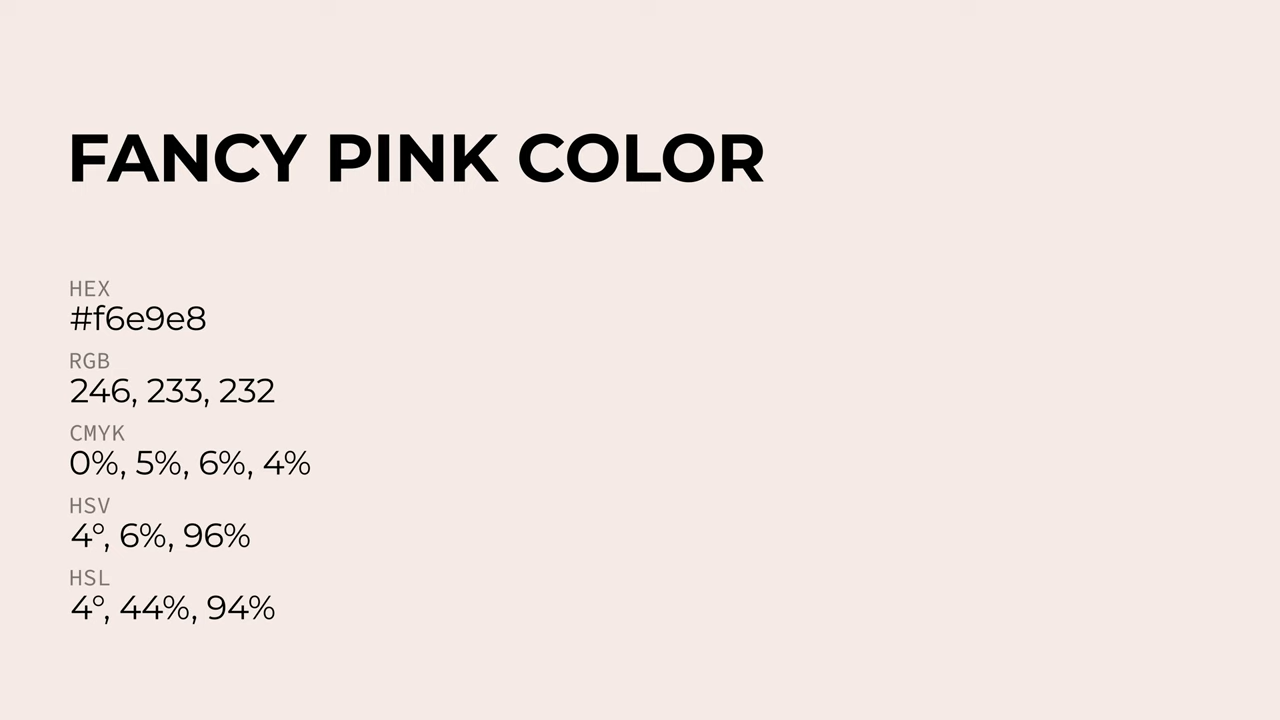 FANCY PINK COLOR
HEX
#f6e9e8
RGB
246, 233, 232
CMYK
0%, 5%, 6%, 4%
HSV
4°, 6%, 96%
HSL
4°, 44%, 94%